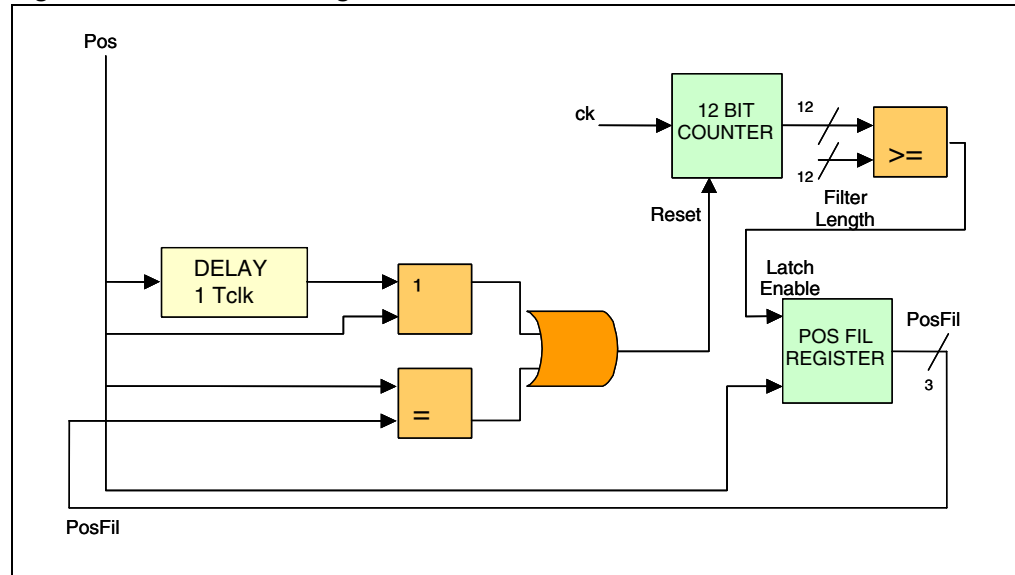 Pos
ck
12 BIT
COUNTER
12
12
>=
Filter
Length
Reset
DELAY
1 Tclk
1
=
Latch
Enable
POS FIL
REGISTER
PosFil
3
PosFil